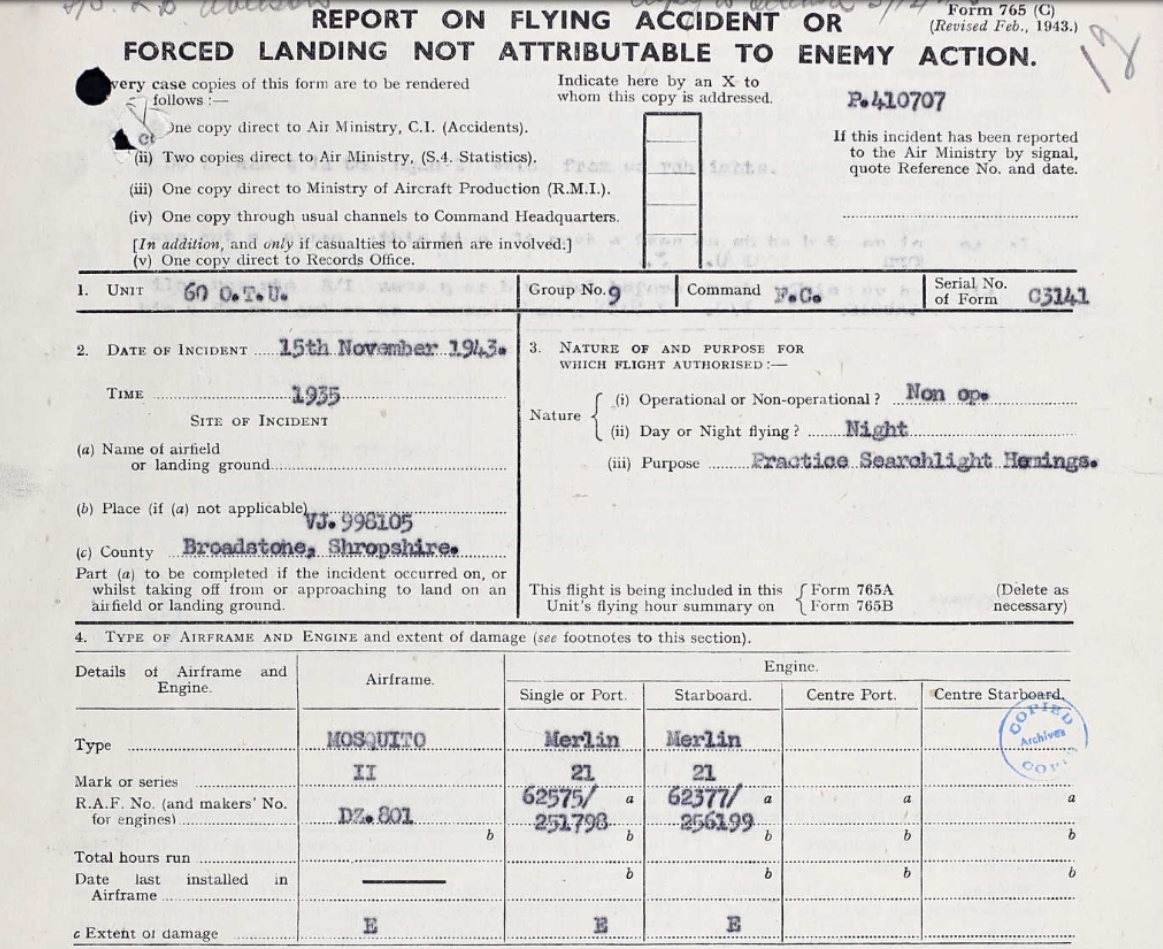 REPORT ON FLYING ACCIDENT OR
FORCED LANDING NOT ATTRIBUTABLE TO ENEMY ACTION.
Form 765 (C)
(Revised Feb., 1943.)
18
very case copies of this form are to be rendered
follows :—
One copy direct to Air Ministry, C.I. (Accidents).
(ii) Two copies direct to Air Ministry, (S.4. Statistics).
(iii) One copy direct to Ministry of Aircraft Production (R.M.I.).
(iv) One copy through usual channels to Command Headquarters.
[In addition, and only if casualties to airmen are involved.]
(v) One copy direct to Records Office.
Indicate here by an X to
whom this copy is addressed.
P.410707
If this incident has been reported
to the Air Ministry by signal,
quote Reference No. and date.
1. UNIT 60 O.T.U.
Group No. 9
Command F.C.
Serial No.
of Form C3141
2. DATE OF INCIDENT 15th November 1943.
TIME 1935
SITE OF INCIDENT
(a) Name of airfield
or landing ground
(b) Place (if (a) not applicable)
VJ. 998105
(c) County Broadstone, Shropshire.
Part (a) to be completed if the incident occurred on, or
whilst taking off from or approaching to land on an
airfield or landing ground.
3. NATURE OF AND PURPOSE FOR
WHICH FLIGHT AUTHORISED :—
Nature
(i) Operational or Non-operational ? Non op.
(ii) Day or Night flying ? Night
(iii) Purpose Practice Searchlight Homings.
This flight is being included in this
Unit's flying hour summary on
Form 765A
Form 765B
(Delete as
necessary)
4. TYPE OF AIRFRAME AND ENGINE and extent of damage (see footnotes to this section).
Details of Airframe and
Engine.
Airframe.
Engine.
Single or Port. Starboard. Centre Port. Centre Starboard.
COPIED
Archives
COPIED
Type MOSQUITO Merlin Merlin
Mark or series II 21 21
R.A.F. No. (and makers' No.
for engines)
DZ.801
62575/ a 62377/ a a a
251798 b 256199 b b b
b
Total hours run
b b b b
Date last installed in
Airframe
c Extent of damage E E E